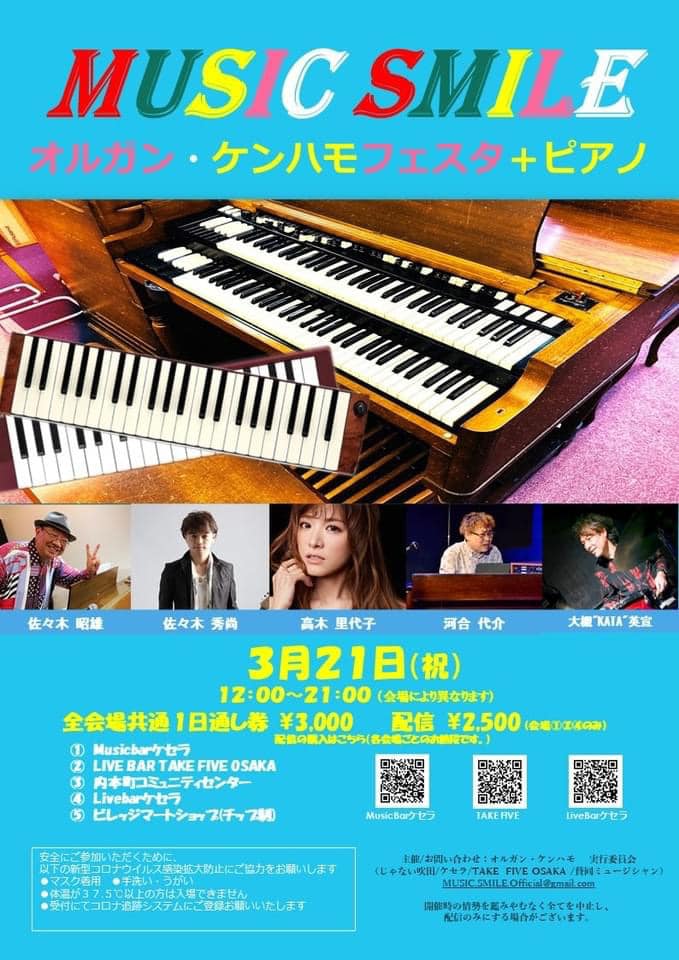 MUSIC SMILE
オルガン・ケンハモフェスタ＋ピアノ
佐々木 昭雄
佐々木 秀尚
高木 里代子
河合 代介
大槻"KATA"英宣
3月21日(祝)
12:00～21:00 (会場により異なります)
全会場共通1日通し券 ¥3,000 配信 ¥2,500 (会場①②④のみ)
配信の購入はこちら(各会場ごとのお値段です。)
① Musicbarケセラ
② LIVE BAR TAKE FIVE OSAKA
③ 内本町コミュニティセンター
④ Livebarケセラ
⑤ ビレッジマートショップ(チップ制)
MusicBarケセラ
TAKE FIVE
LiveBarケセラ
安全にご参加いただくために、
以下の新型コロナウイルス感染拡大防止にご協力をお願いします
●マスク着用 ●手洗い・うがい
●体温が３７.５℃以上の方は入場できません
●受付にてコロナ追跡システムにご登録お願いいたします
主催/お問い合わせ：オルガン・ケンハモ 実行委員会
(じゃない吹田/ケセラ/TAKE FIVE OSAKA /賛同ミュージシャン)
MUSIC.SMILE.Official@gmail.com
開催時の情勢を鑑みやむなく全てを中止し、
配信のみにする場合がございます。